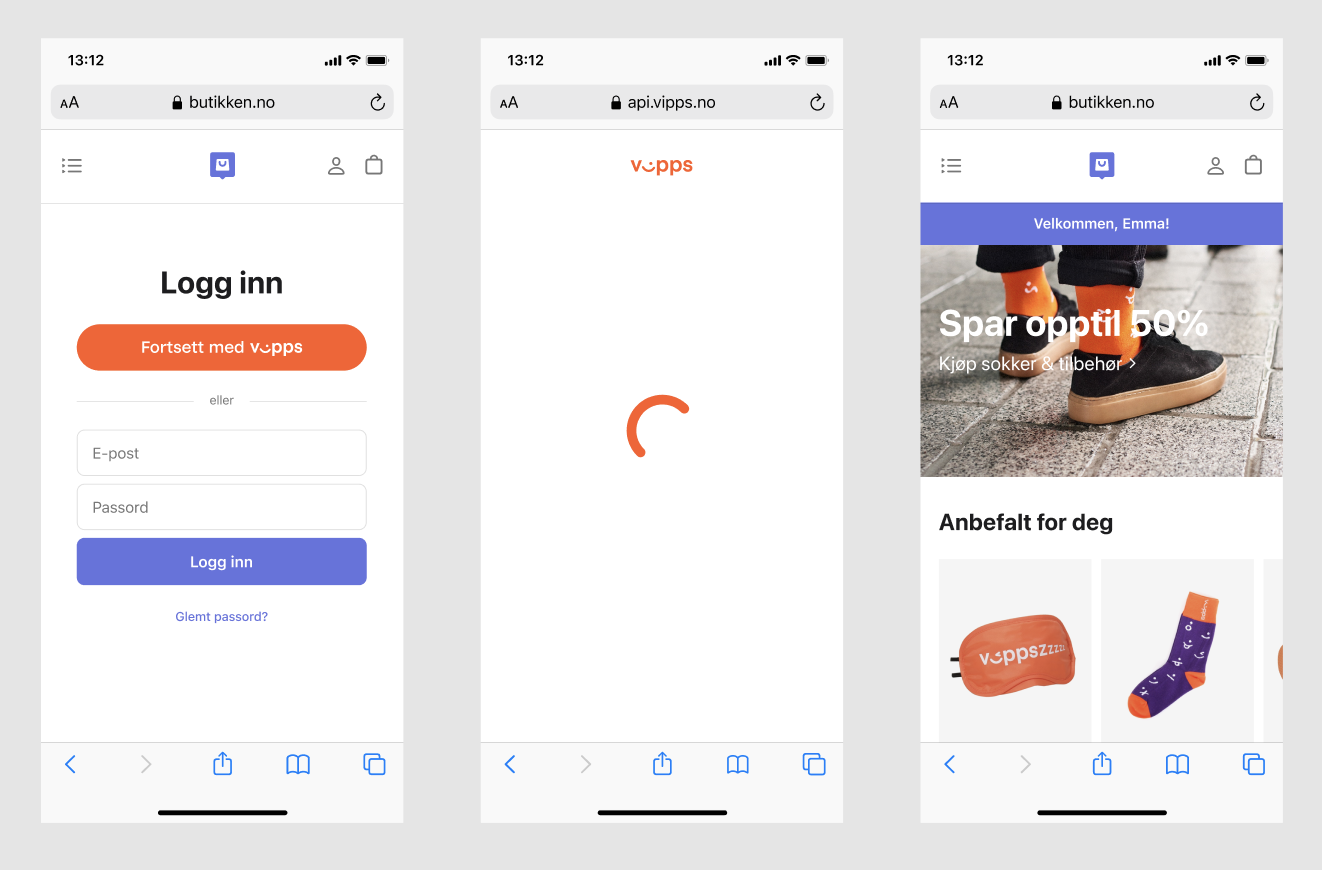 13:12
AA
butikken.no
Logg inn
Fortsett med vipps
eller
E-post
Passord
Logg inn
Glemt passord?
13:12
AA
api.vipps.no
vipps
13:12
AA
butikken.no
Velkommen, Emma!
Spar opptil 50%
Kjøp sokker & tilbehør
Anbefalt for deg
vippszzzzz